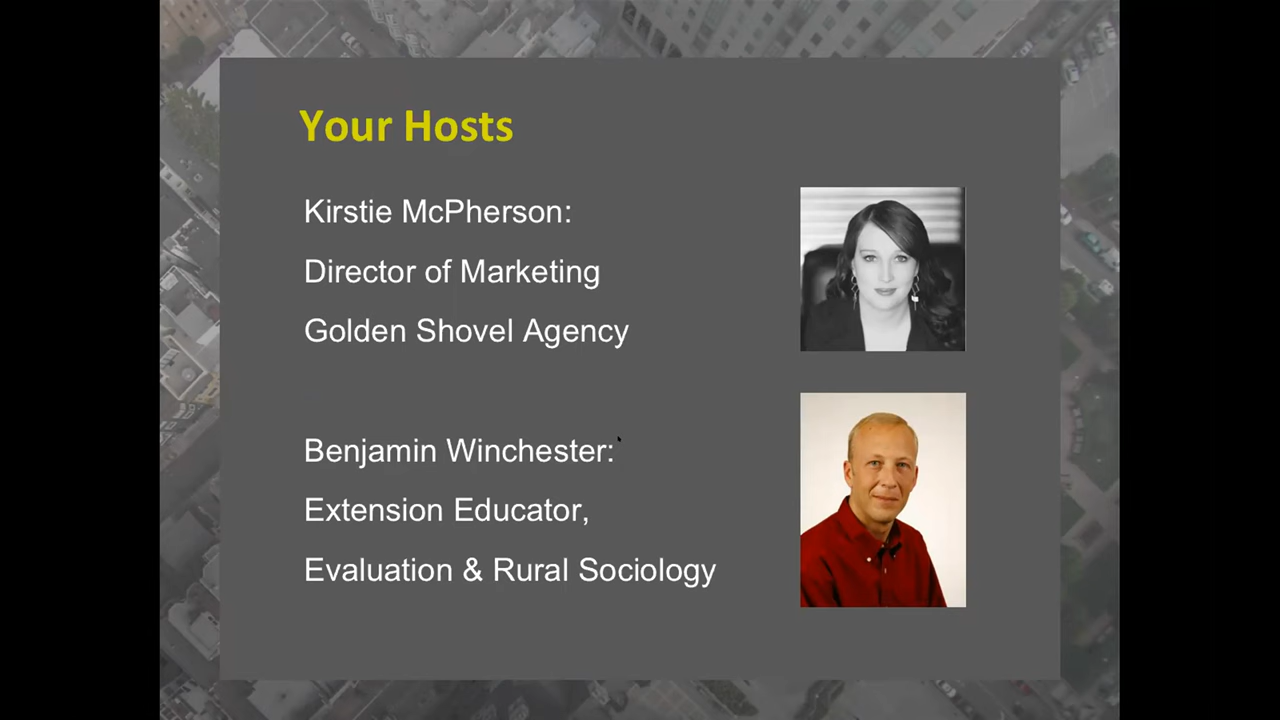 Your Hosts
Kirstie McPherson:
Director of Marketing
Golden Shovel Agency
Benjamin Winchester:
Extension Educator,
Evaluation & Rural Sociology